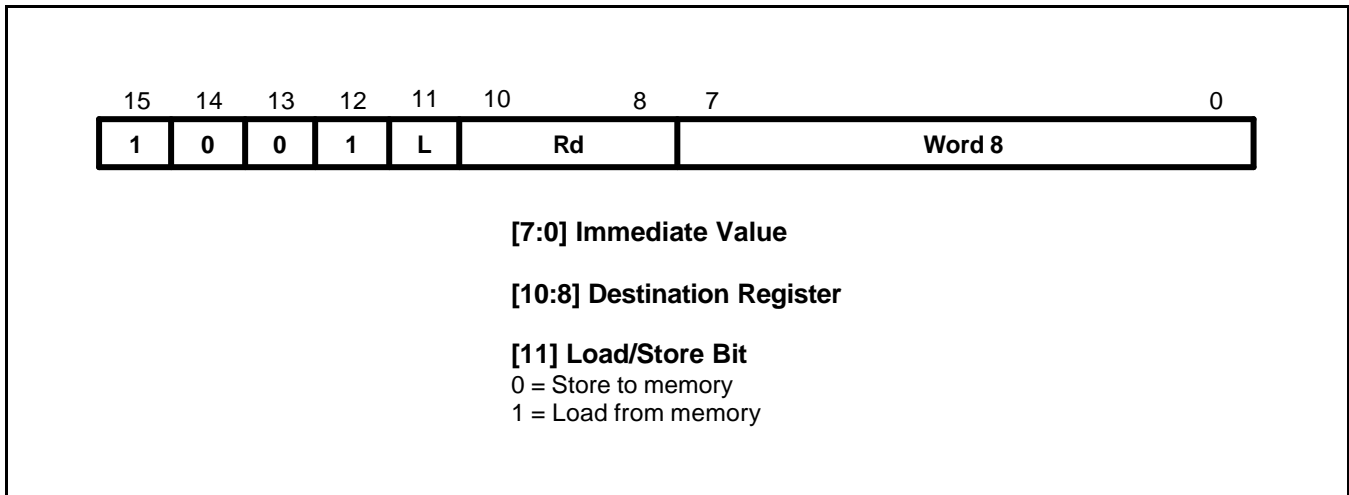 15 14 13 12 11 10 8 7 0
1 0 0 1 L Rd Word 8
[7:0] Immediate Value
[10:8] Destination Register
[11] Load/Store Bit
0 = Store to memory
1 = Load from memory